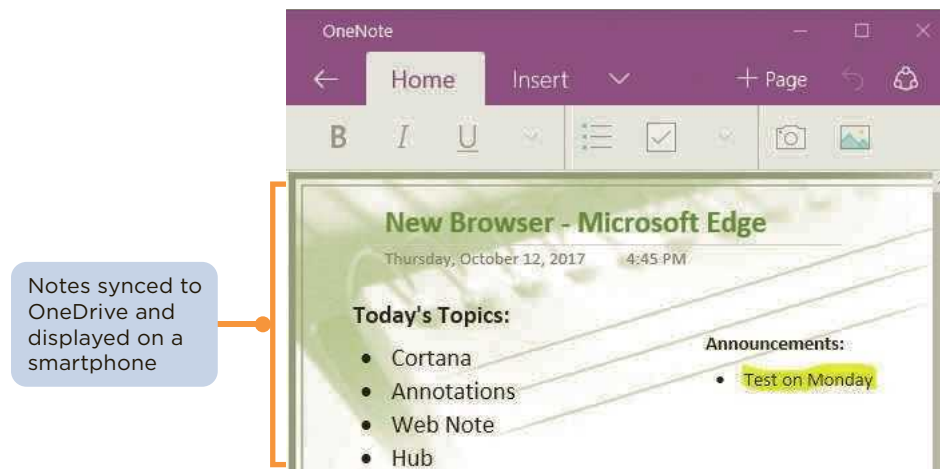 OneNote
Home Insert + Page
B I U
New Browser - Microsoft Edge
Thursday, October 12, 2017 4:45 PM
Notes synced to
OneDrive and
displayed on a
smartphone
Today's Topics:
• Cortana
• Annotations
• Web Note
• Hub
Announcements:
• Test on Monday